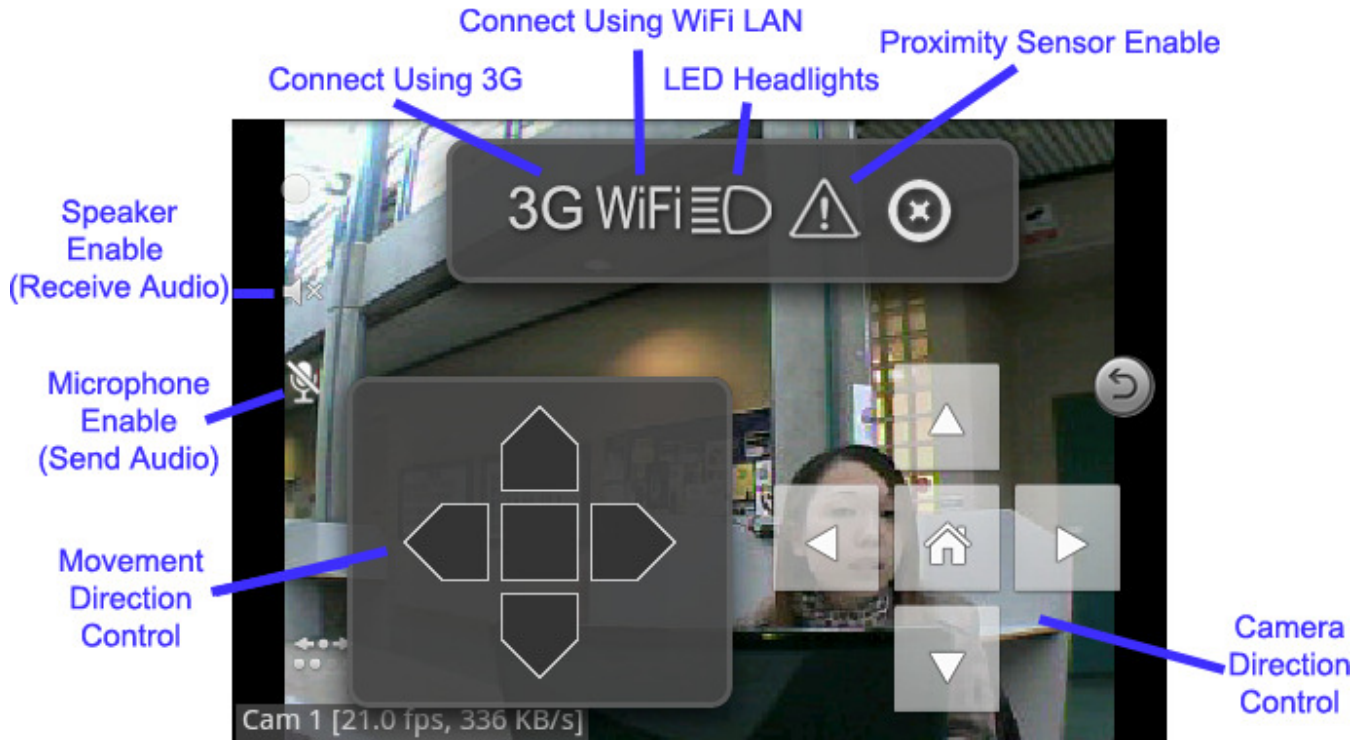 Connect Using WiFi LAN
Proximity Sensor Enable
Connect Using 3G
LED Headlights
3G WiFi
Speaker
Enable
(Receive Audio)
Microphone
Enable
(Send Audio)
Movement
Direction
Control
Camera
Direction
Control
Cam 1 [21.0 fps, 336 KB/s]